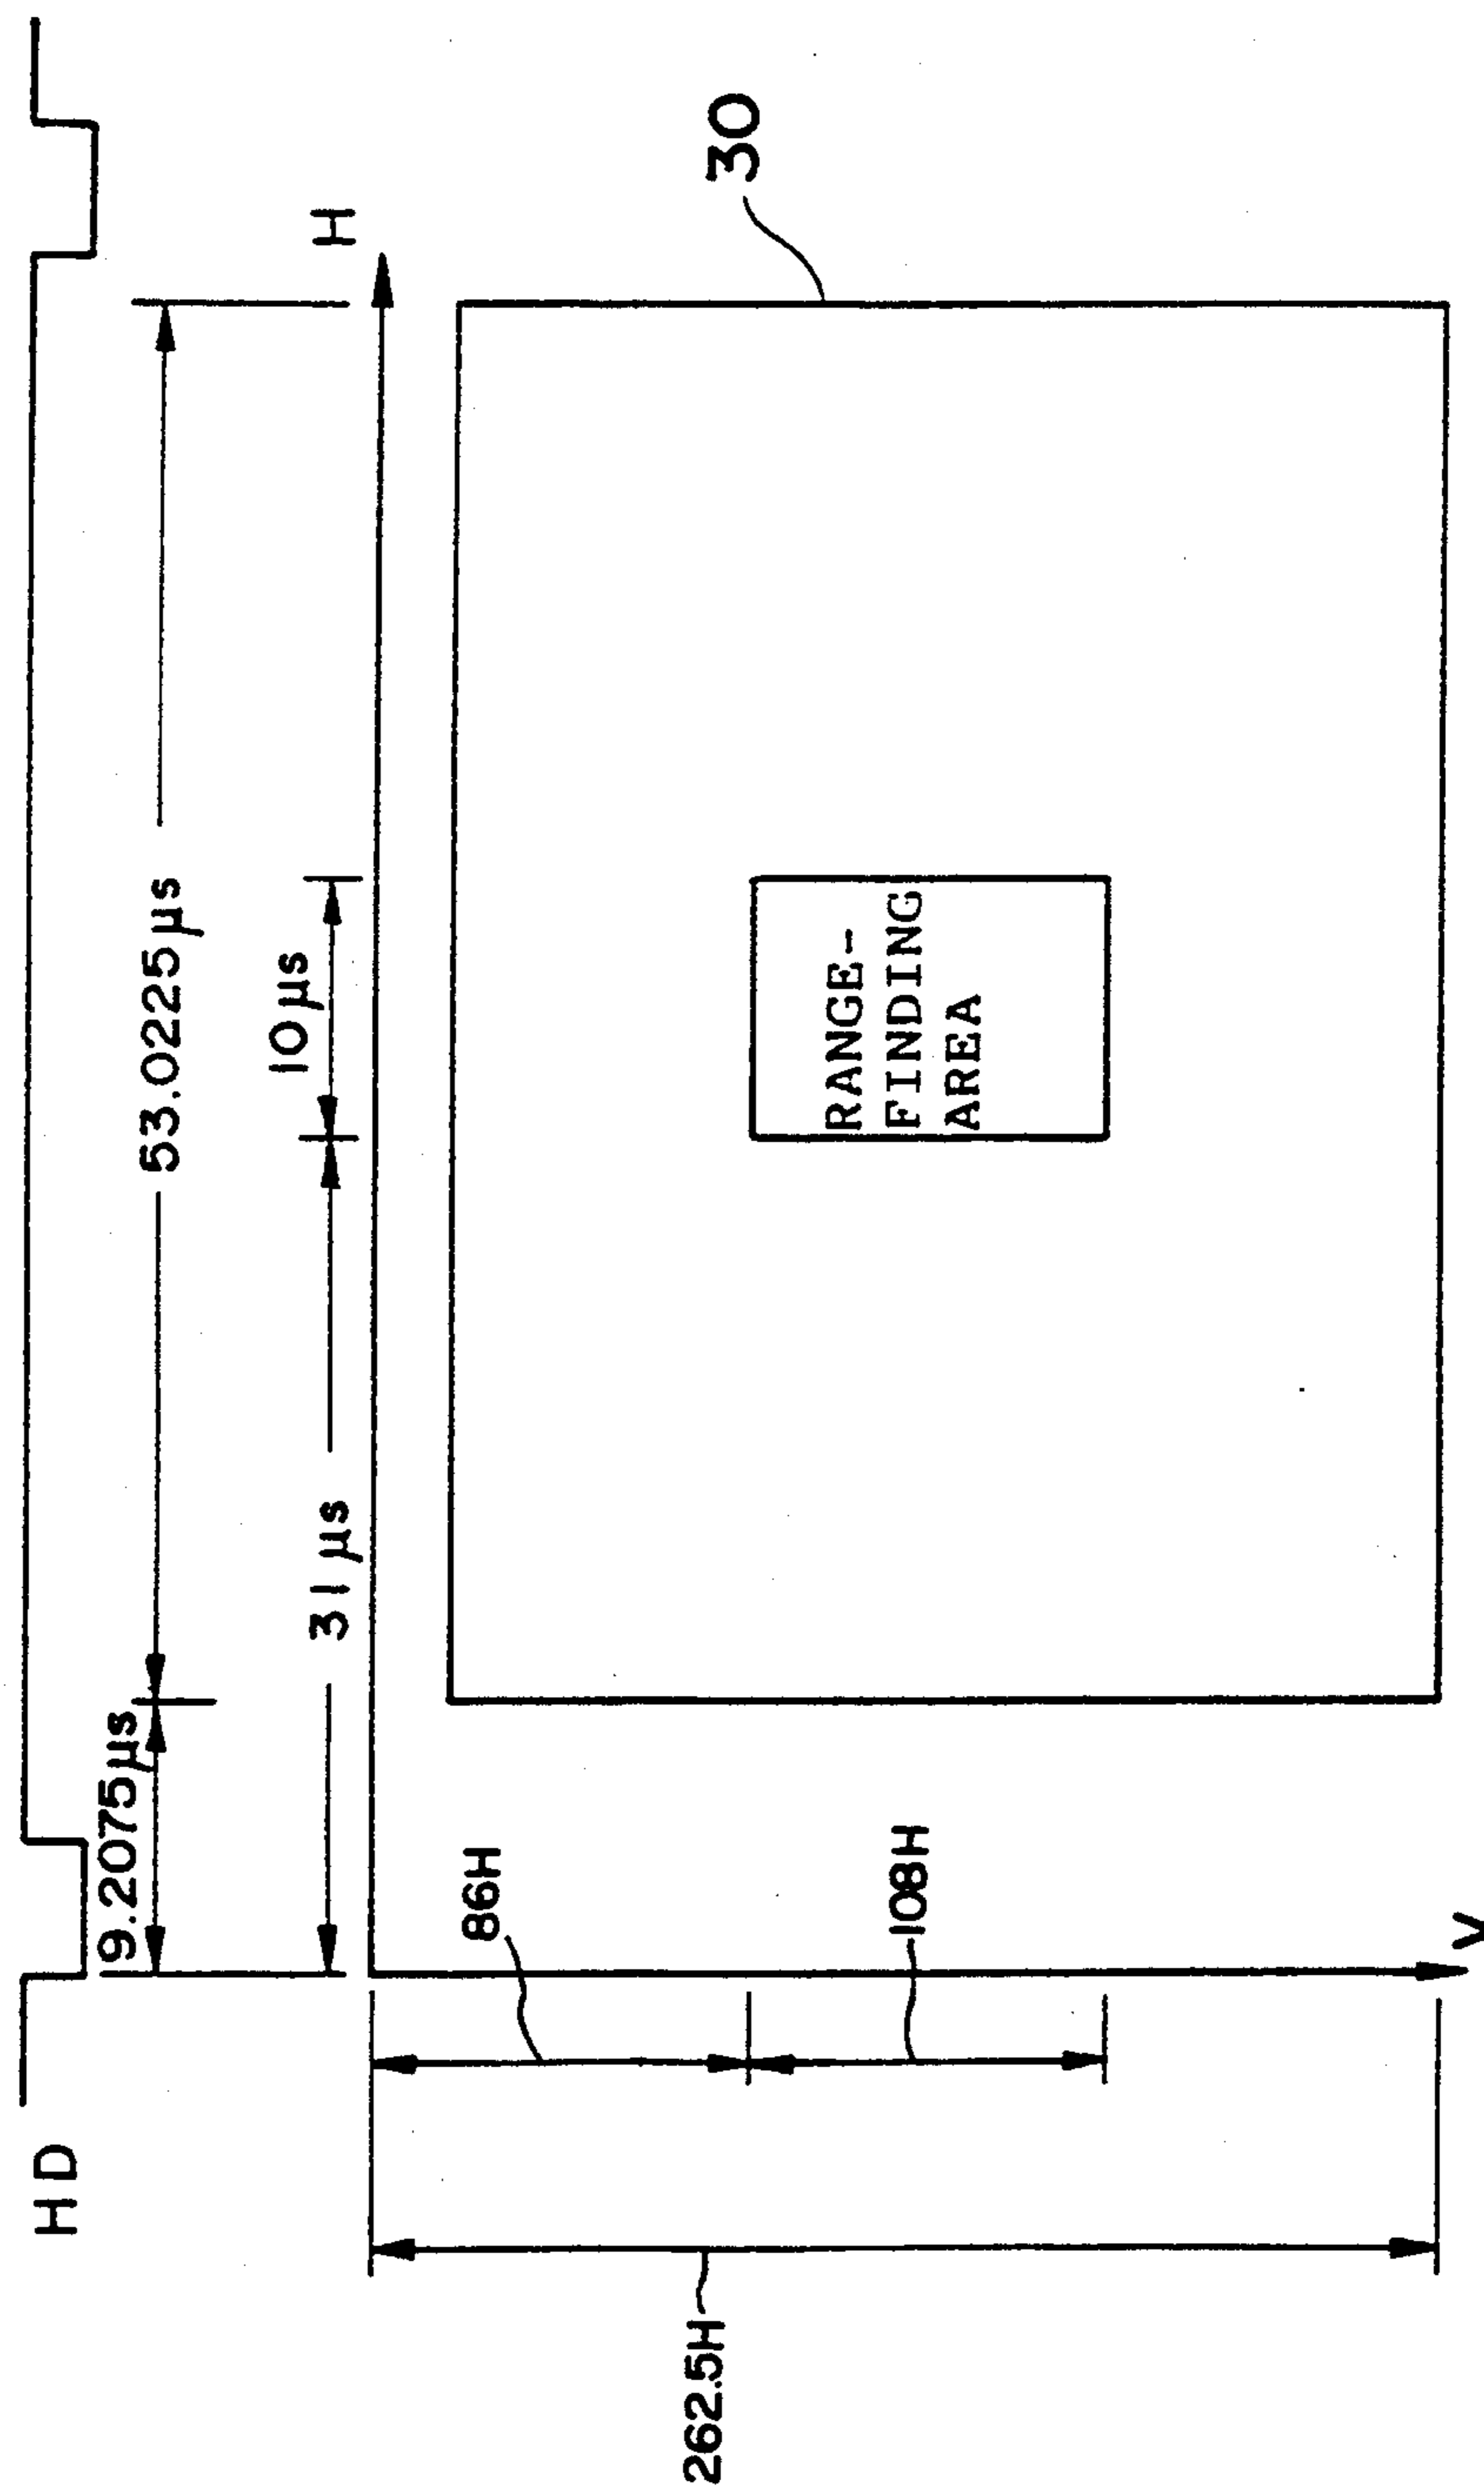 HD
9.2075µs
53.0225µs
31µs
10µs
H
30
86H
108H
262.5H
RANGE-
FINDING
AREA
V